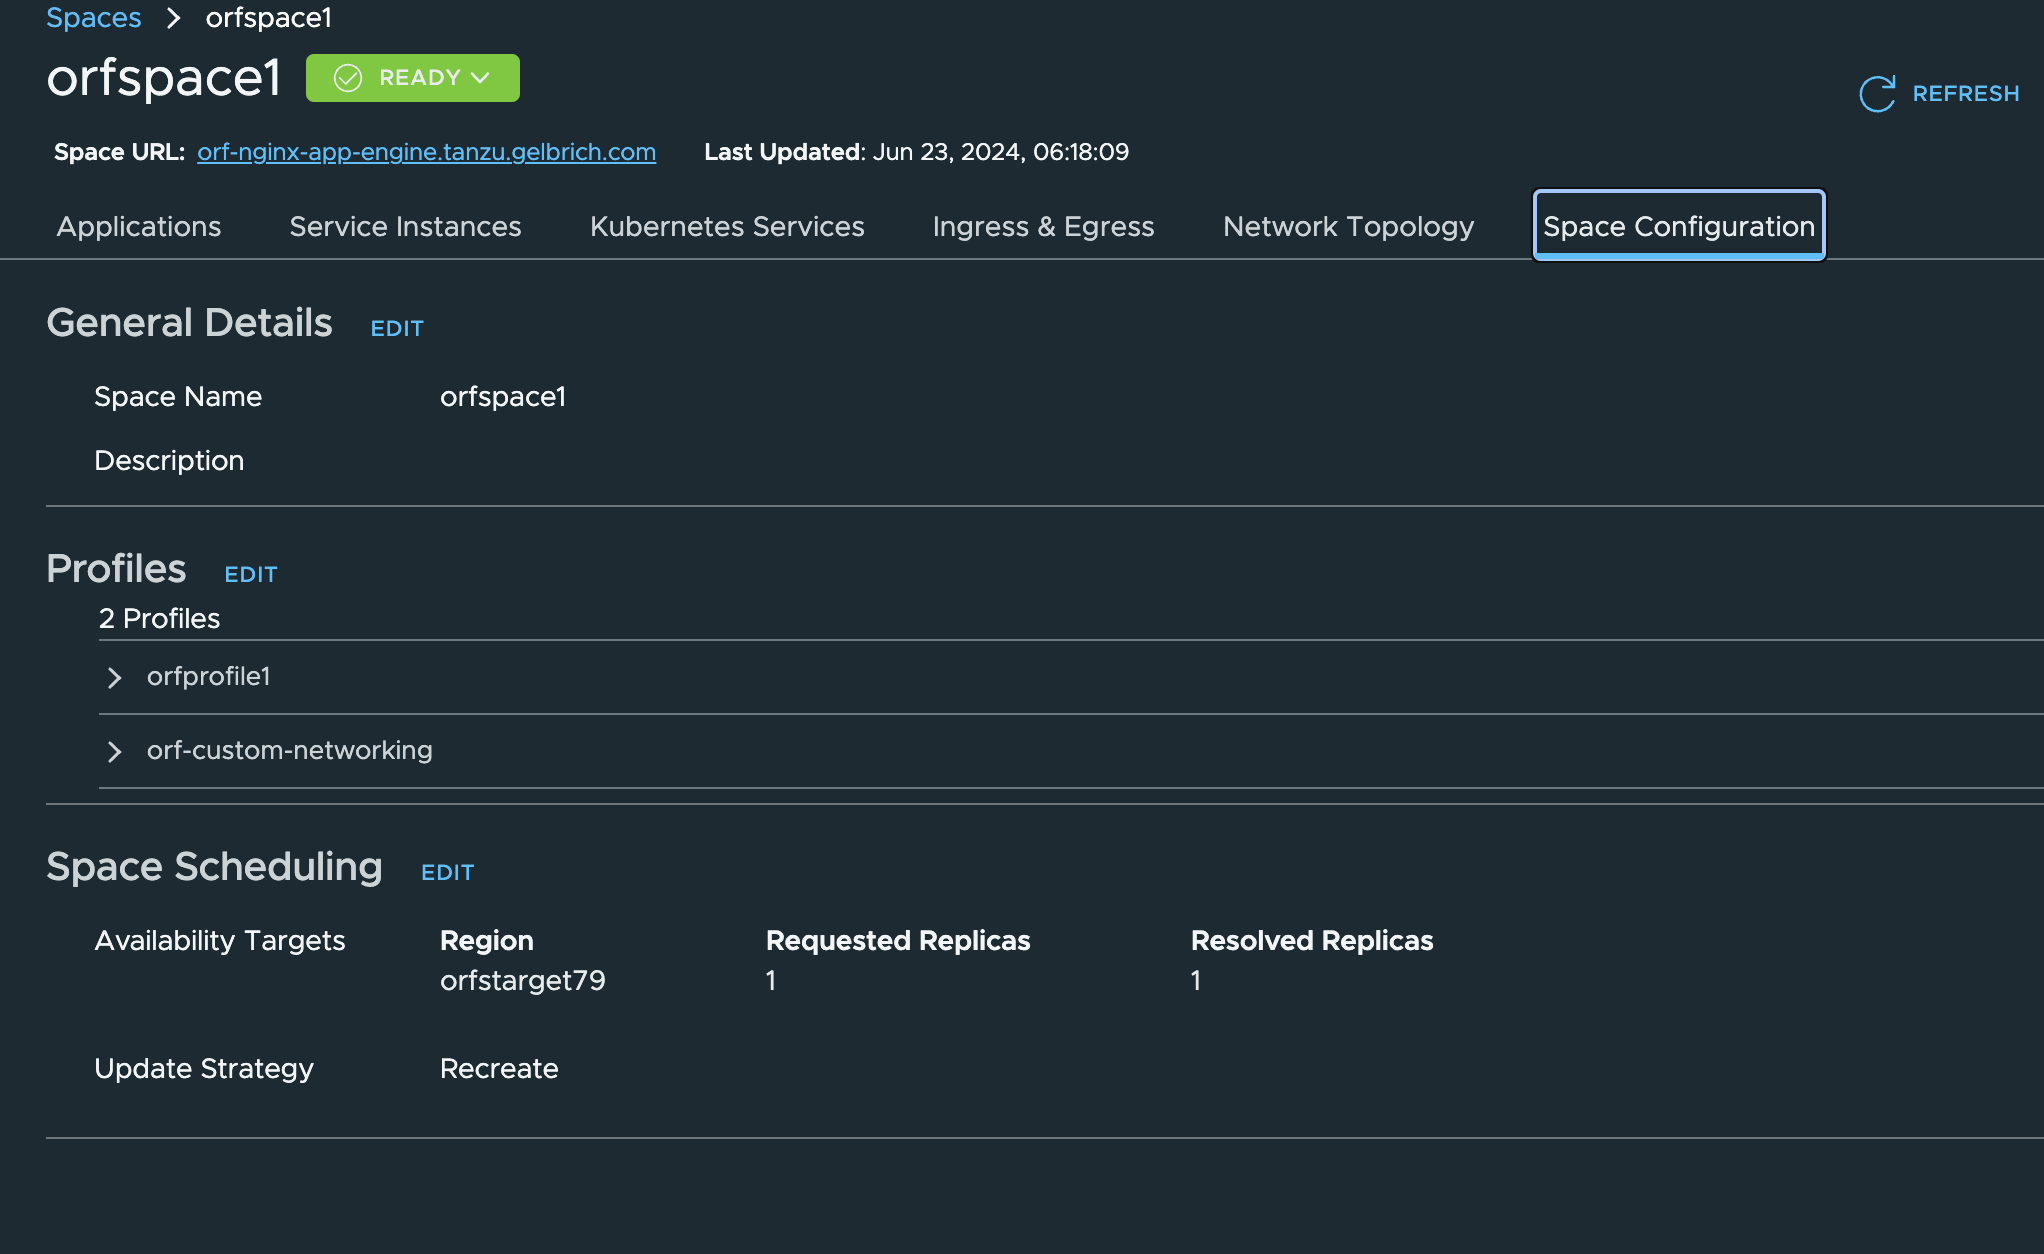 Spaces > orfspace1
orfspace1 READY
REFRESH
Space URL: orf-nginx-app-engine.tanzu.gelbrich.com Last Updated: Jun 23, 2024, 06:18:09
Applications Service Instances Kubernetes Services Ingress & Egress Network Topology Space Configuration
General Details EDIT
Space Name orfspace1
Description
Profiles EDIT
2 Profiles
orfprofile1
orf-custom-networking
Space Scheduling EDIT
Availability Targets Region Requested Replicas Resolved Replicas
orfstarget79 1 1
Update Strategy Recreate